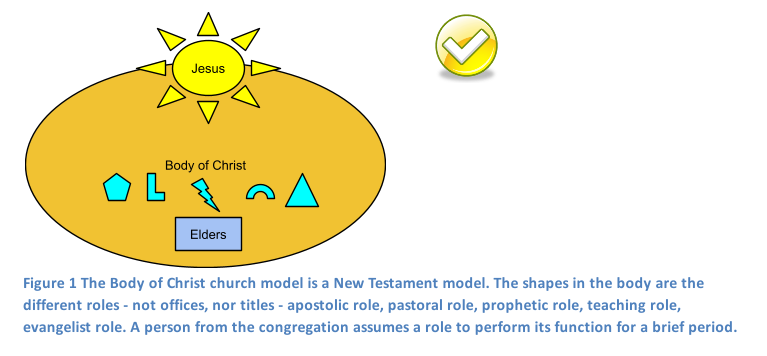 Jesus
Body of Christ
Elders
Figure 1 The Body of Christ church model is a New Testament model. The shapes in the body are the
different roles - not offices, nor titles - apostolic role, pastoral role, prophetic role, teaching role,
evangelist role. A person from the congregation assumes a role to perform its function for a brief period.